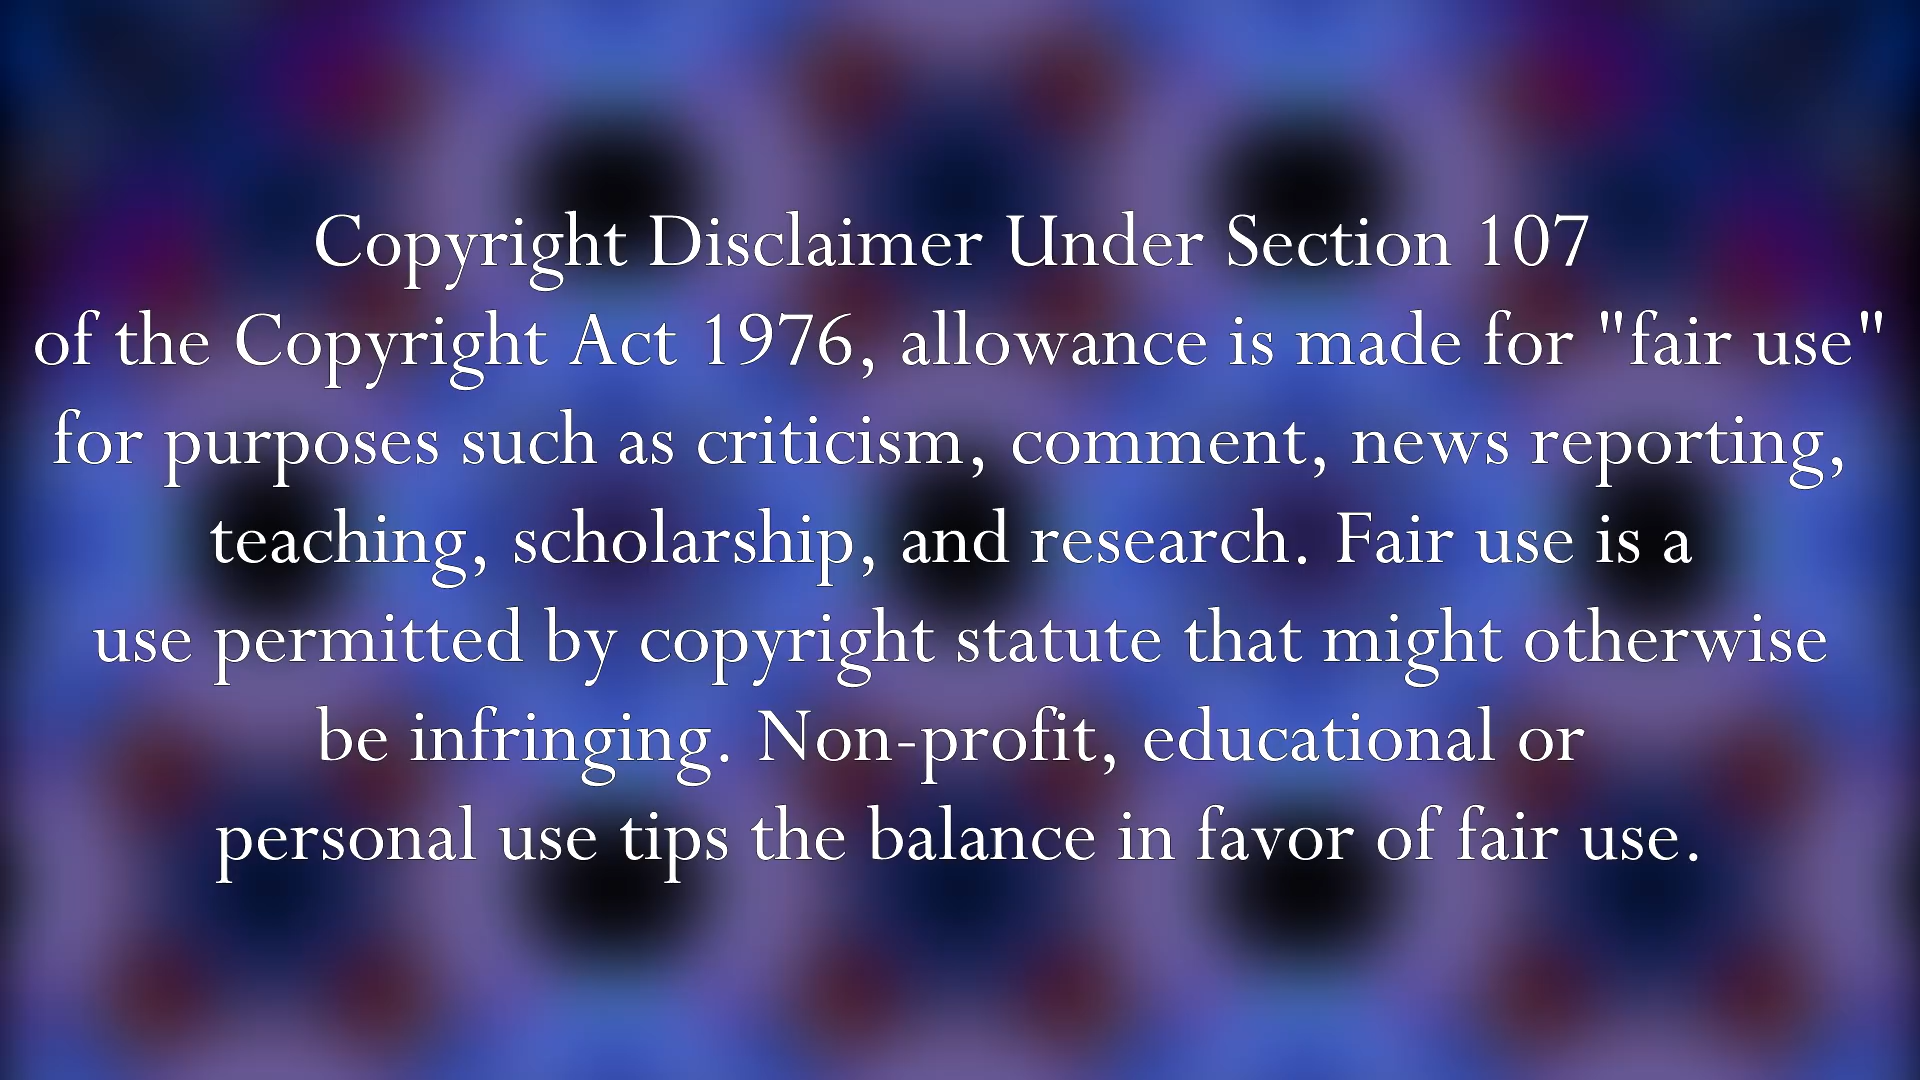 Copyright Disclaimer Under Section 107
of the Copyright Act 1976, allowance is made for "fair use"
for purposes such as criticism, comment, news reporting,
teaching, scholarship, and research. Fair use is a
use permitted by copyright statute that might otherwise
be infringing. Non-profit, educational or
personal use tips the balance in favor of fair use.